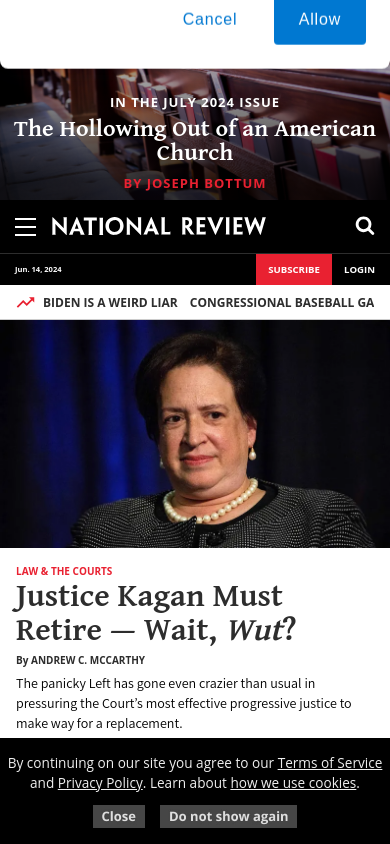 Cancel
Allow
IN THE JULY 2024 ISSUE
The Hollowing Out of an American
Church
BY JOSEPH BOTTUM
NATIONAL REVIEW
Jun. 14, 2024
SUBSCRIBE
LOGIN
BIDEN IS A WEIRD LIAR
CONGRESSIONAL BASEBALL GA
LAW & THE COURTS
Justice Kagan Must
Retire — Wait, Wut?
By ANDREW C. MCCARTHY
The panicky Left has gone even crazier than usual in
pressuring the Court’s most effective progressive justice to
make way for a replacement.
By continuing on our site you agree to our Terms of Service
and Privacy Policy. Learn about how we use cookies.
Close
Do not show again